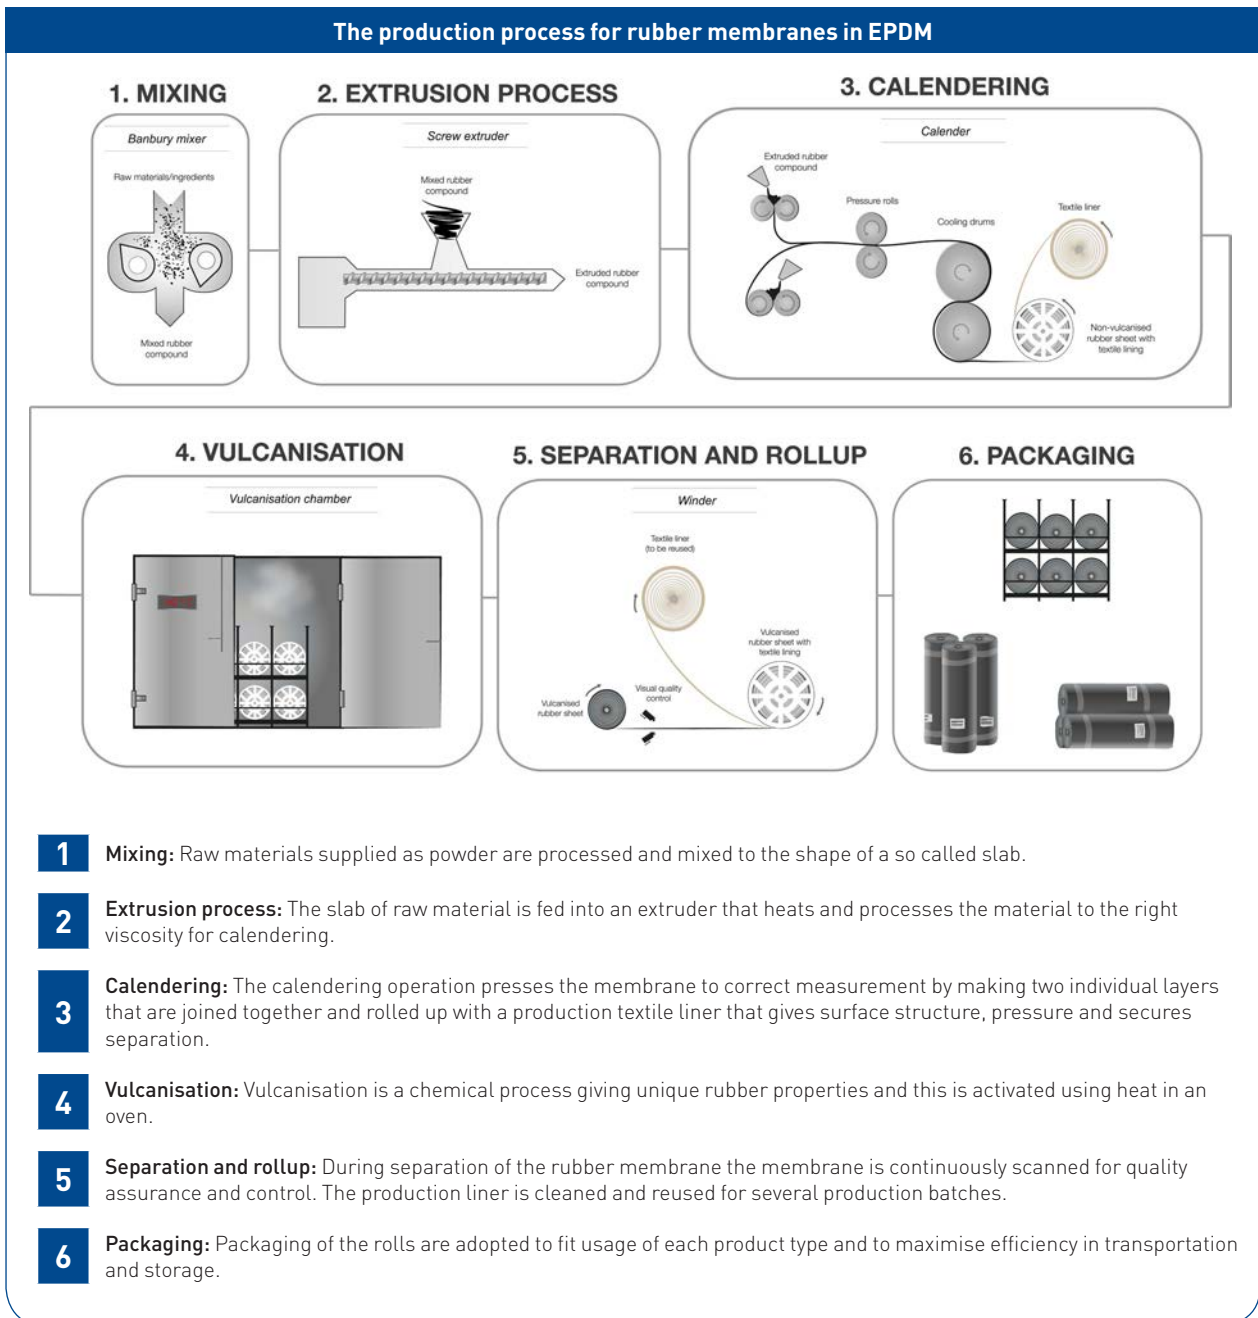 The production process for rubber membranes in EPDM
1. MIXING
Banbury mixer
Raw materials/ingredients
Mixed rubber
compound
2. EXTRUSION PROCESS
Screw extruder
Mixed rubber
compound
Extruded rubber
compound
3. CALENDERING
Calender
Extruded rubber
compound
Pressure rolls
Cooling drums
Textile liner
Non-vulcanised
rubber sheet with
textile lining
4. VULCANISATION
Vulcanisation chamber
5. SEPARATION AND ROLLUP
Winder
Textile liner
(to be reused)
Vulcanised
rubber sheet with
textile lining
Visual quality
control
Vulcanised
rubber sheet
6. PACKAGING
1 Mixing: Raw materials supplied as powder are processed and mixed to the shape of a so called slab.
2 Extrusion process: The slab of raw material is fed into an extruder that heats and processes the material to the right
viscosity for calendering.
3 Calendering: The calendering operation presses the membrane to correct measurement by making two individual layers
that are joined together and rolled up with a production textile liner that gives surface structure, pressure and secures
separation.
4 Vulcanisation: Vulcanisation is a chemical process giving unique rubber properties and this is activated using heat in an
oven.
5 Separation and rollup: During separation of the rubber membrane the membrane is continuously scanned for quality
assurance and control. The production liner is cleaned and reused for several production batches.
6 Packaging: Packaging of the rolls are adopted to fit usage of each product type and to maximise efficiency in transportation
and storage.